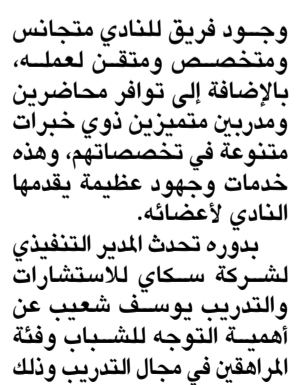 وجود فريق للنادي متجانس
ومتخصص ومتقن لعمله،
بالإضافة إلى توافر محاضرين
ومدربين متميزين ذوي خبرات
متنوعة في تخصصاتهم، وهذه
خدمات وجهود عظيمة يقدمها
النادي لأعضائه.
بدوره تحدث المدير التنفيذي
لشركة سكاي للاستشارات
والتدريب يوسف شعيب عن
أهمية التوجه للشباب وفئة
المراهقين في مجال التدريب وذلك